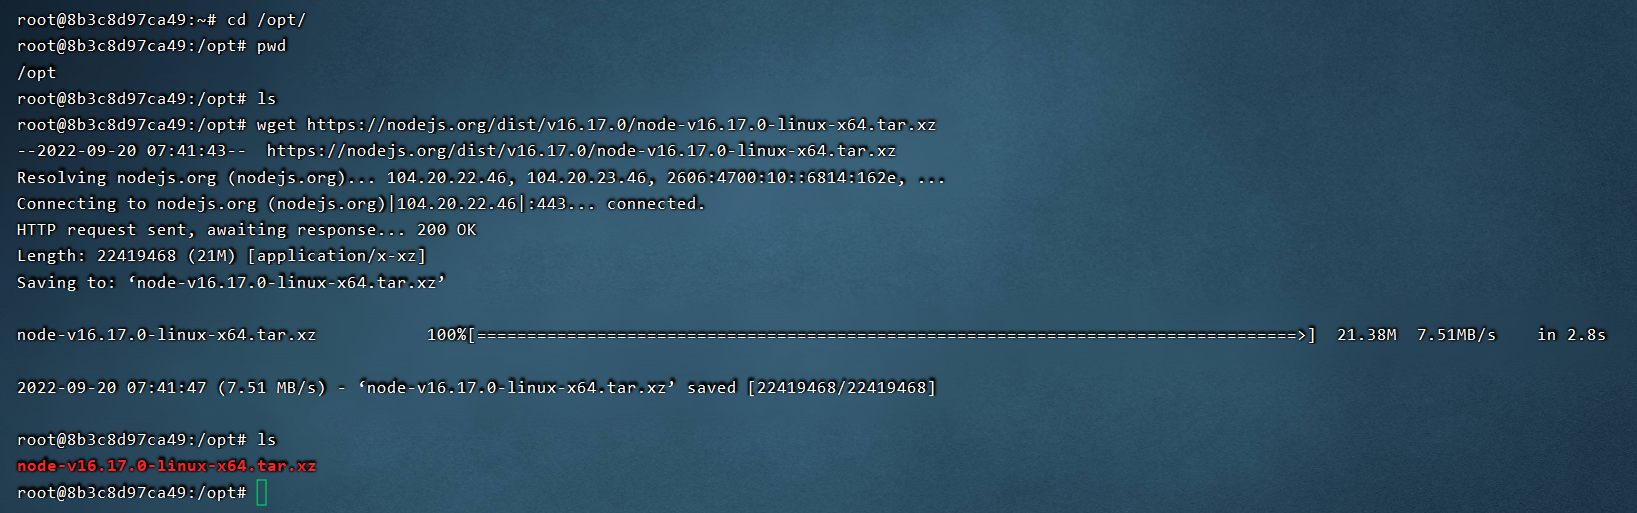 root@8b3c8d97ca49:~# cd /opt/
root@8b3c8d97ca49:/opt# pwd
/opt
root@8b3c8d97ca49:/opt# ls
root@8b3c8d97ca49:/opt# wget https://nodejs.org/dist/v16.17.0/node-v16.17.0-linux-x64.tar.xz
--2022-09-20 07:41:43--  https://nodejs.org/dist/v16.17.0/node-v16.17.0-linux-x64.tar.xz
Resolving nodejs.org (nodejs.org)... 104.20.22.46, 104.20.23.46, 2606:4700:10::6814:162e, ...
Connecting to nodejs.org (nodejs.org)|104.20.22.46|:443... connected.
HTTP request sent, awaiting response... 200 OK
Length: 22419468 (21M) [application/x-xz]
Saving to: ‘node-v16.17.0-linux-x64.tar.xz’
node-v16.17.0-linux-x64.tar.xz           100%[==================================================================================>]  21.38M  7.51MB/s    in 2.8s
2022-09-20 07:41:47 (7.51 MB/s) - ‘node-v16.17.0-linux-x64.tar.xz’ saved [22419468/22419468]
root@8b3c8d97ca49:/opt# ls
node-v16.17.0-linux-x64.tar.xz
root@8b3c8d97ca49:/opt#